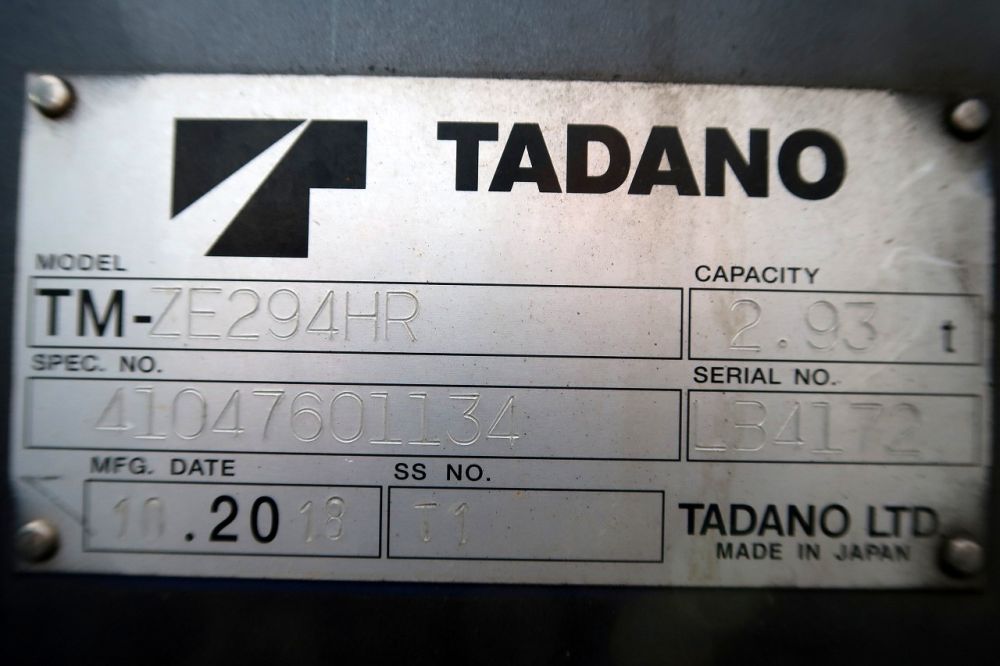 TADANO
MODEL
TM-ZE294HR
CAPACITY
2.93 t
SPEC. NO.
41047601134
SERIAL NO.
LB4172
MFG. DATE
10.2018
SS NO.
T1
TADANO LTD.
MADE IN JAPAN